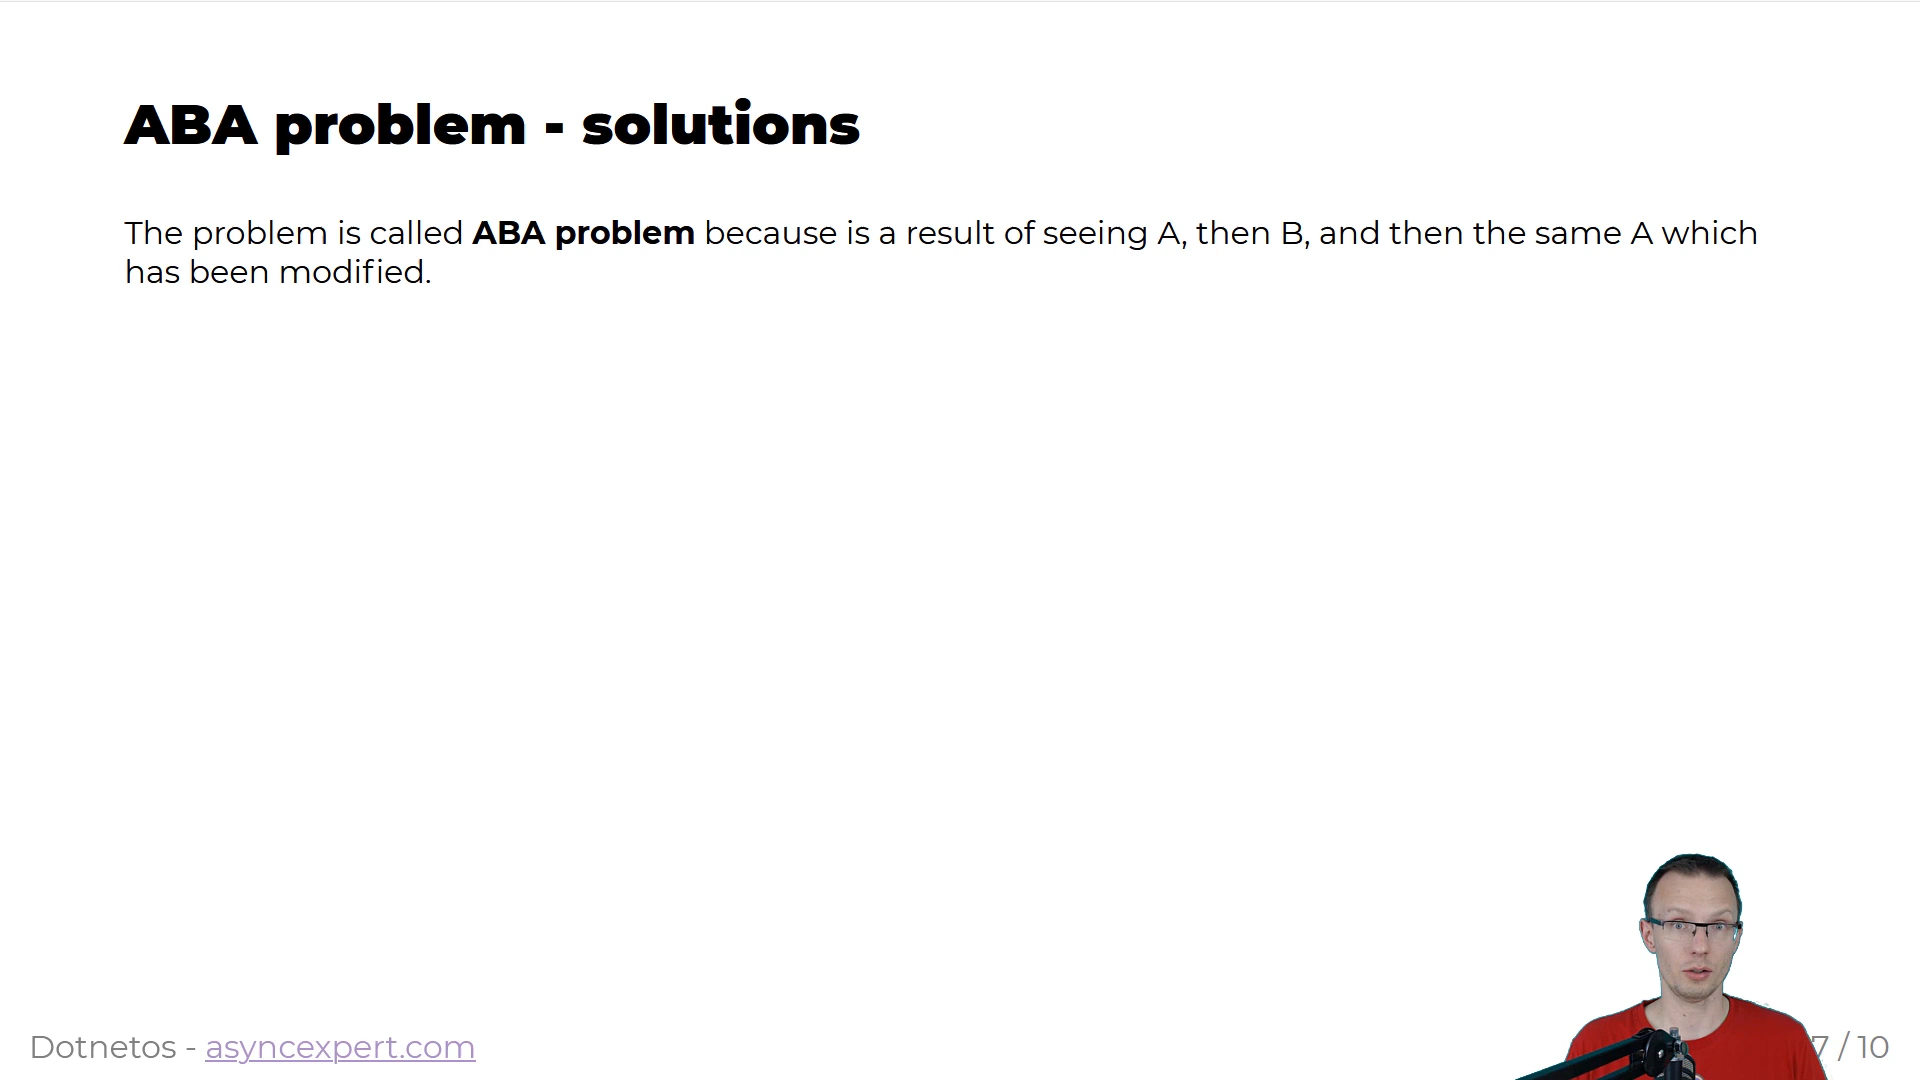 ABA problem - solutions
The problem is called ABA problem because is a result of seeing A, then B, and then the same A which
has been modified.
Dotnetos - asyncexpert.com
7 / 10